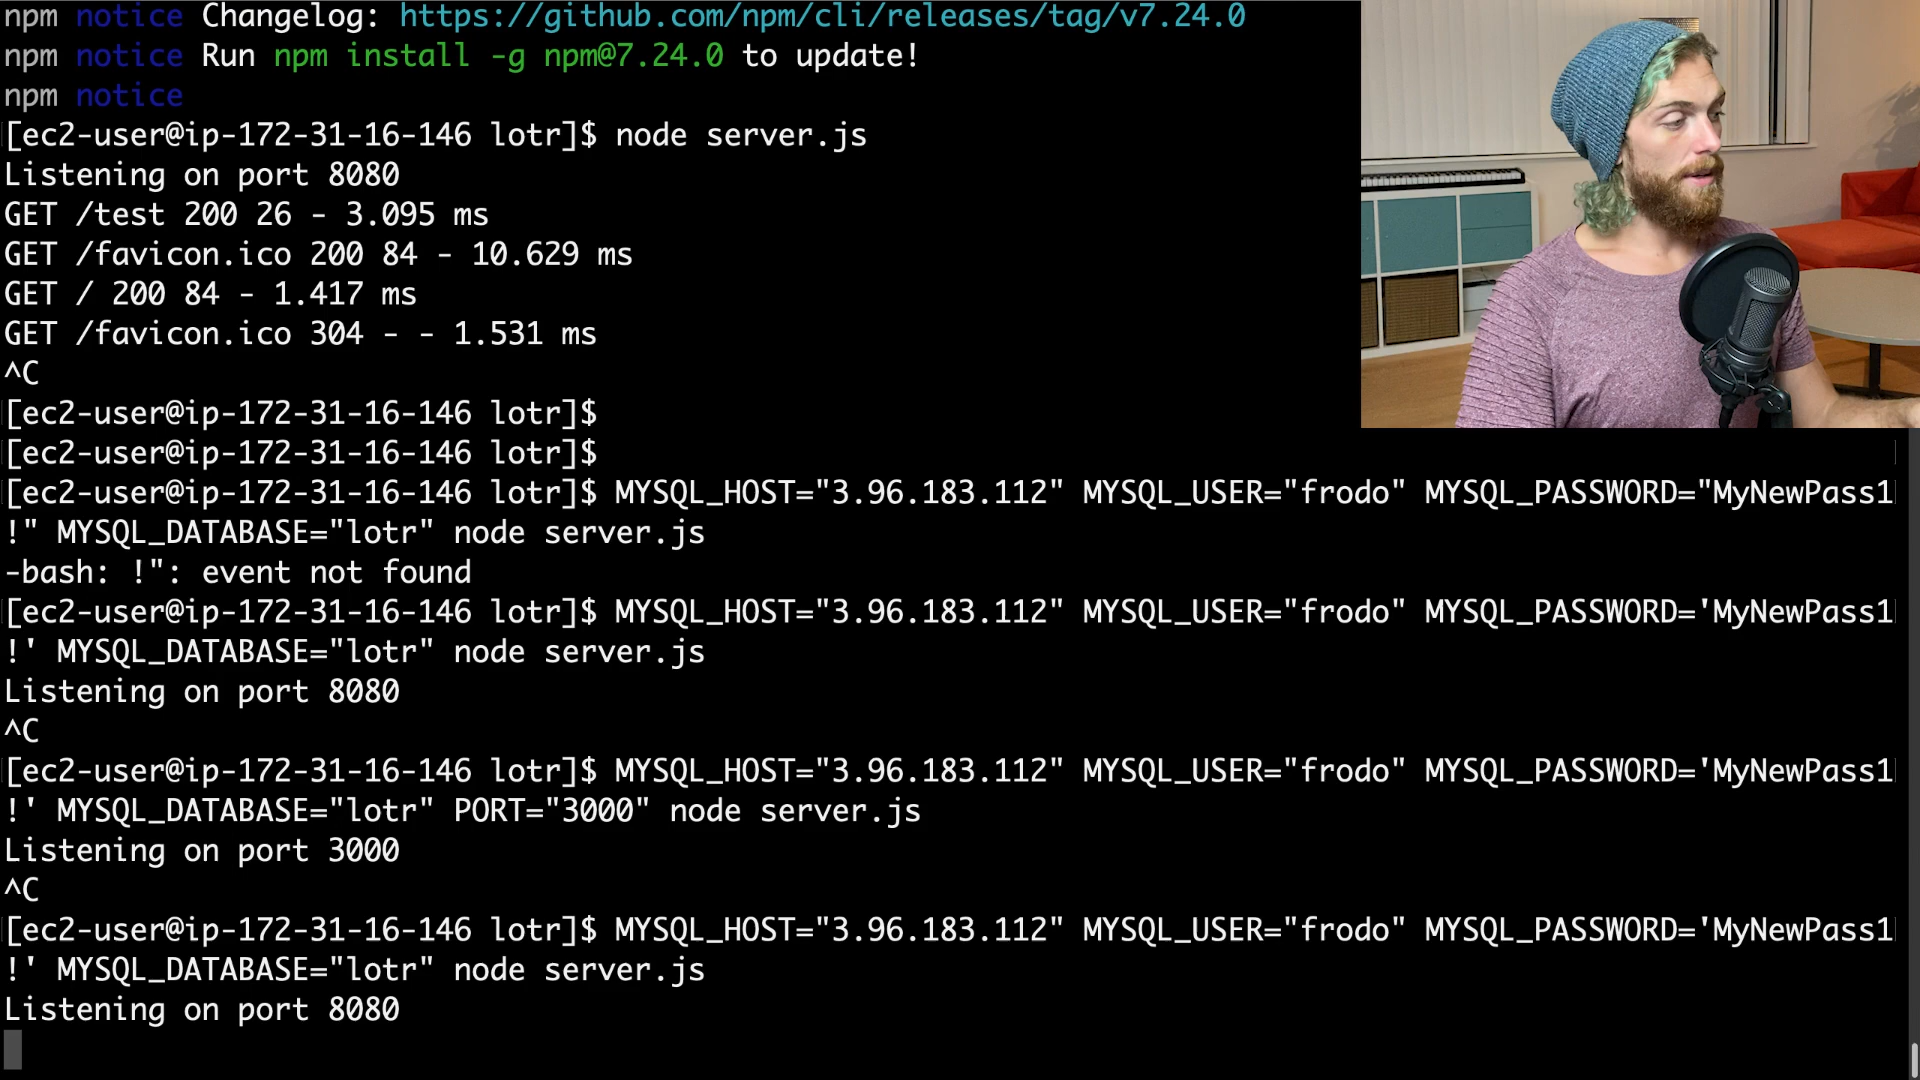 npm notice Changelog: https://github.com/npm/cli/releases/tag/v7.24.0
npm notice Run npm install -g npm@7.24.0 to update!
npm notice
[ec2-user@ip-172-31-16-146 lotr]$ node server.js
Listening on port 8080
GET /test 200 26 - 3.095 ms
GET /favicon.ico 200 84 - 10.629 ms
GET / 200 84 - 1.417 ms
GET /favicon.ico 304 - - 1.531 ms
^C
[ec2-user@ip-172-31-16-146 lotr]$
[ec2-user@ip-172-31-16-146 lotr]$
[ec2-user@ip-172-31-16-146 lotr]$ MYSQL_HOST="3.96.183.112" MYSQL_USER="frodo" MYSQL_PASSWORD="MyNewPass1
!" MYSQL_DATABASE="lotr" node server.js
-bash: !": event not found
[ec2-user@ip-172-31-16-146 lotr]$ MYSQL_HOST="3.96.183.112" MYSQL_USER="frodo" MYSQL_PASSWORD='MyNewPass1
!' MYSQL_DATABASE="lotr" node server.js
Listening on port 8080
^C
[ec2-user@ip-172-31-16-146 lotr]$ MYSQL_HOST="3.96.183.112" MYSQL_USER="frodo" MYSQL_PASSWORD='MyNewPass1
!' MYSQL_DATABASE="lotr" PORT="3000" node server.js
Listening on port 3000
^C
[ec2-user@ip-172-31-16-146 lotr]$ MYSQL_HOST="3.96.183.112" MYSQL_USER="frodo" MYSQL_PASSWORD='MyNewPass1
!' MYSQL_DATABASE="lotr" node server.js
Listening on port 8080